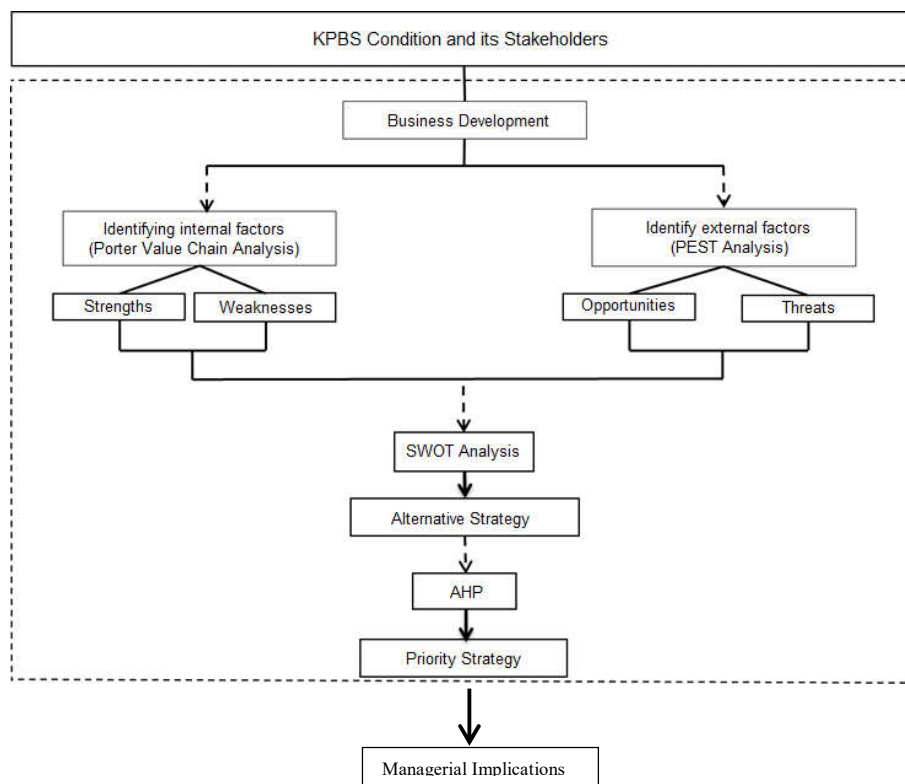 KPBS Condition and its Stakeholders
Business Development
Identifying internal factors
(Porter Value Chain Analysis)
Identify external factors
(PEST Analysis)
Strengths
Weaknesses
Opportunities
Threats
SWOT Analysis
Alternative Strategy
AHP
Priority Strategy
Managerial Implications